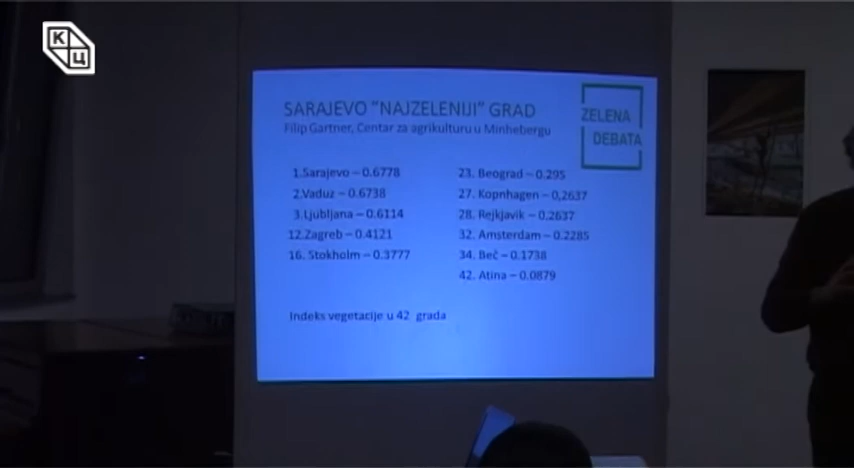 КЦ
SARAJEVO "NAJZELENIJI" GRAD
Filip Gartner, Centar za agrikulturu u Minhebergu
ZELENA
DEBATA
1.Sarajevo – 0.6778
2.Vaduz – 0.6738
3.Ljubljana – 0.6114
12.Zagreb – 0.4121
16. Stokholm – 0.3777
23. Beograd – 0.295
27. Kopnhagen – 0,2637
28. Rejkjavik – 0,2637
32. Amsterdam – 0.2285
34. Beč – 0.1738
42. Atina – 0.0879
Indeks vegetacije u 42 grada